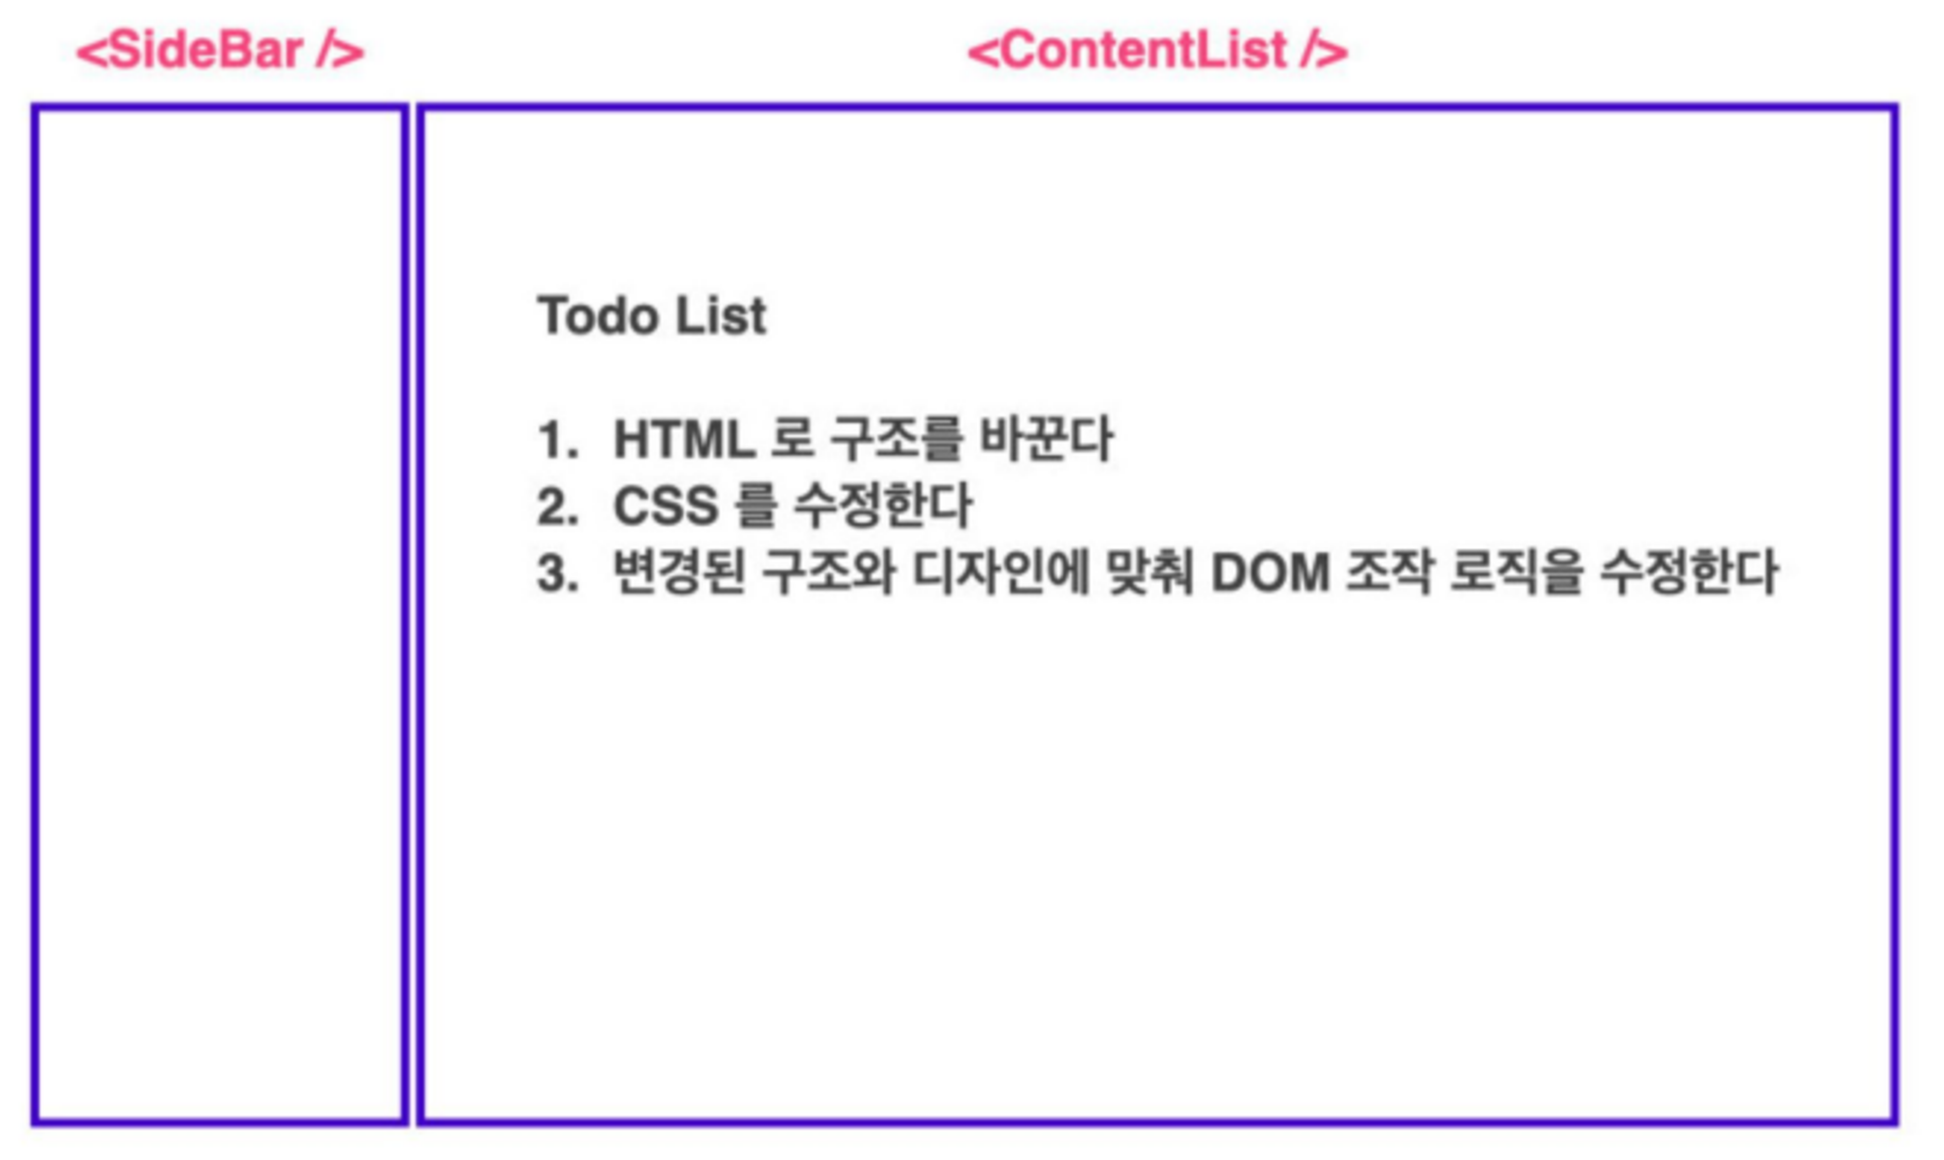 <SideBar />
<ContentList />
Todo List
1. HTML 로 구조를 바꾼다
2. CSS 를 수정한다
3. 변경된 구조와 디자인에 맞춰 DOM 조작 로직을 수정한다